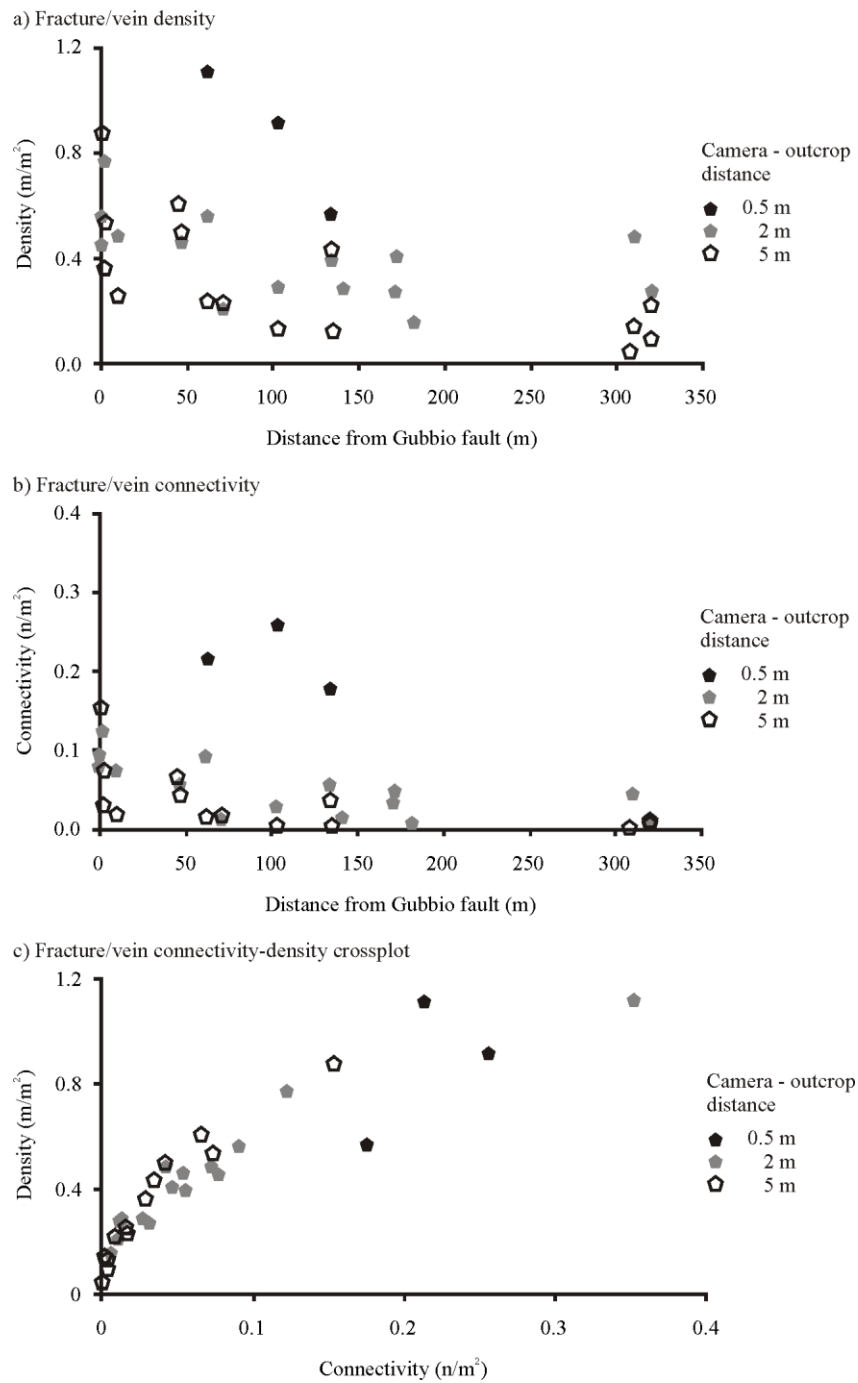 a) Fracture/vein density
1.2
0.8
0.4
0.0
Density (m/m²)
0 50 100 150 200 250 300 350
Distance from Gubbio fault (m)
Camera - outcrop
distance
0.5 m
2 m
5 m
b) Fracture/vein connectivity
0.4
0.3
0.2
0.1
0.0
Connectivity (n/m²)
0 50 100 150 200 250 300 350
Distance from Gubbio fault (m)
Camera - outcrop
distance
0.5 m
2 m
5 m
c) Fracture/vein connectivity-density crossplot
1.2
0.8
0.4
0
Density (m/m²)
0 0.1 0.2 0.3 0.4
Connectivity (n/m²)
Camera - outcrop
distance
0.5 m
2 m
5 m